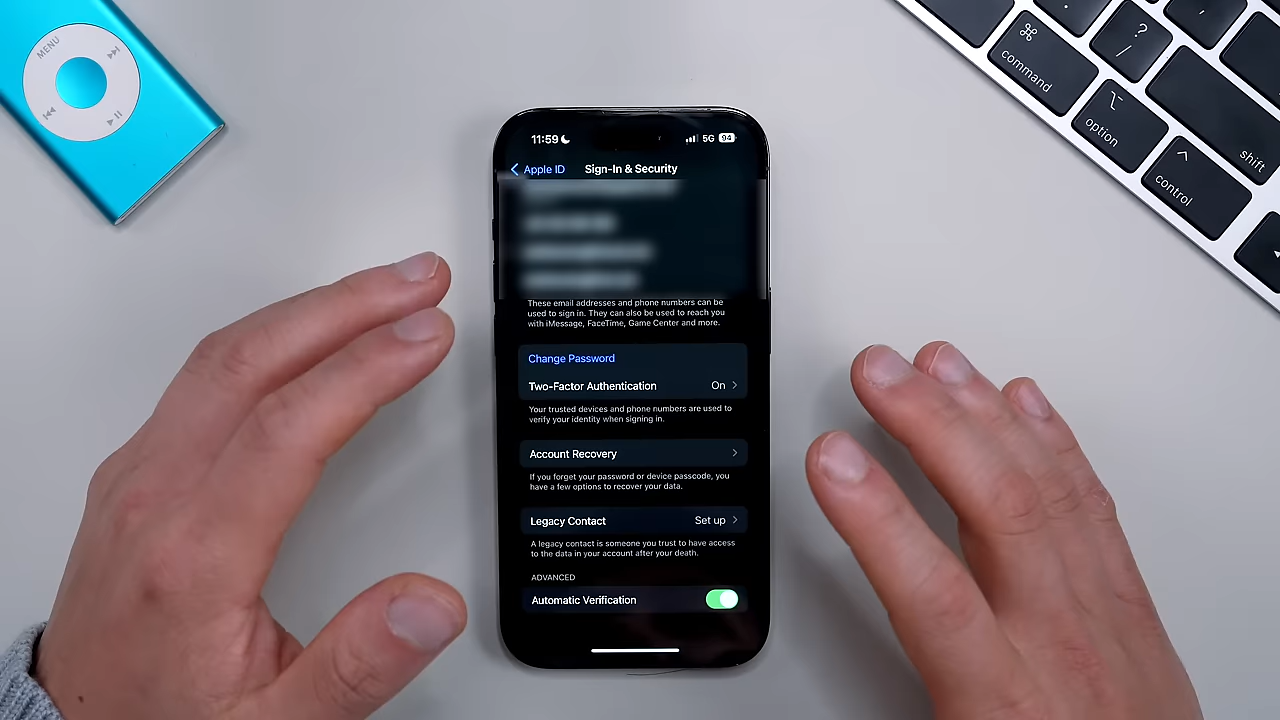 MENU
?
/
command
option
shift
control
11:59
5G 94
Apple ID Sign-In & Security
These email addresses and phone numbers can be
used to sign in. They can also be used to reach you
with iMessage, FaceTime, Game Center and more.
Change Password
Two-Factor Authentication On
Your trusted devices and phone numbers are used to
verify your identity when signing in.
Account Recovery
If you forget your password or device passcode, you
have a few options to recover your data.
Legacy Contact Set up
A legacy contact is someone you trust to have access
to the data in your account after your death.
ADVANCED
Automatic Verification